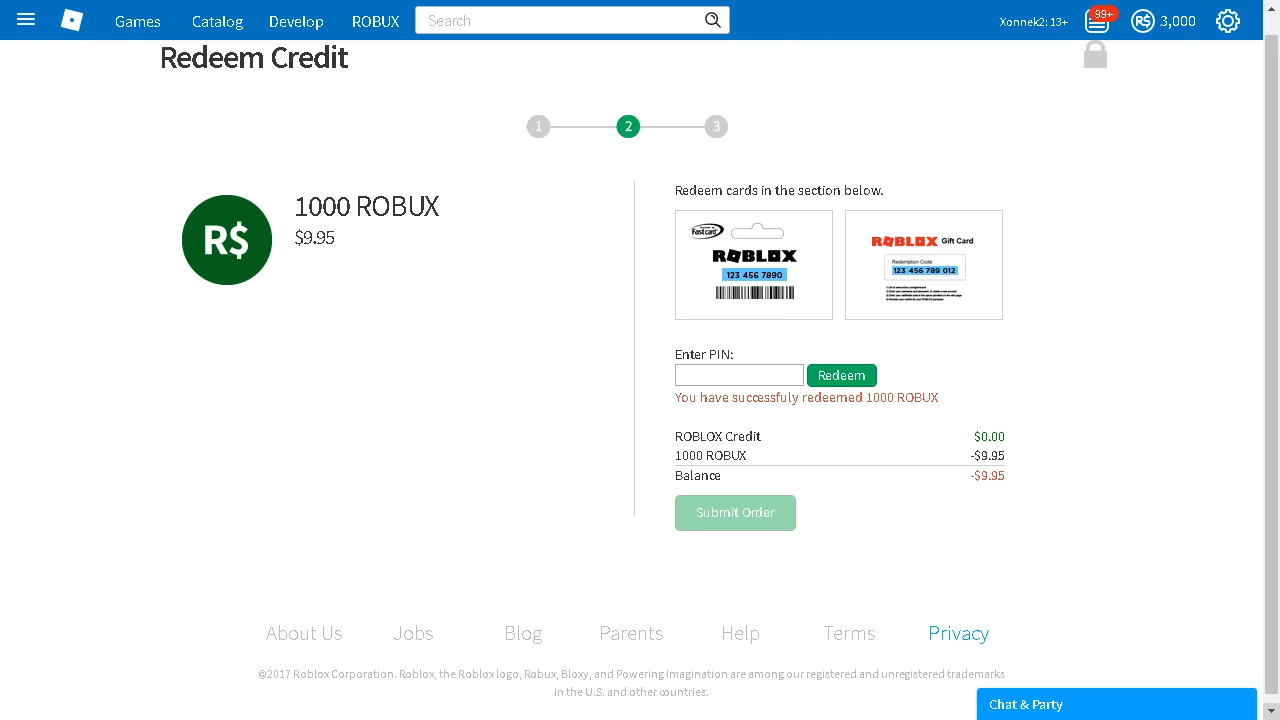 Games Catalog Develop ROBUX Search Xonnek2: 13+ 99+ R$ 3,000
Redeem Credit
1 2 3
R$
1000 ROBUX
$9.95
Redeem cards in the section below.
Fastcard
ROBLOX
123 456 7890
ROBLOX Gift Card
Redemption Code:
123 456 789 012
Enter PIN:
Redeem
You have successfuly redeemed 1000 ROBUX
ROBLOX Credit $0.00
1000 ROBUX -$9.95
Balance -$9.95
Submit Order
About Us Jobs Blog Parents Help Terms Privacy
©2017 Roblox Corporation. Roblox, the Roblox logo, Robux, Bloxy, and Powering Imagination are among our registered and unregistered trademarks
in the U.S. and other countries.
Chat & Party